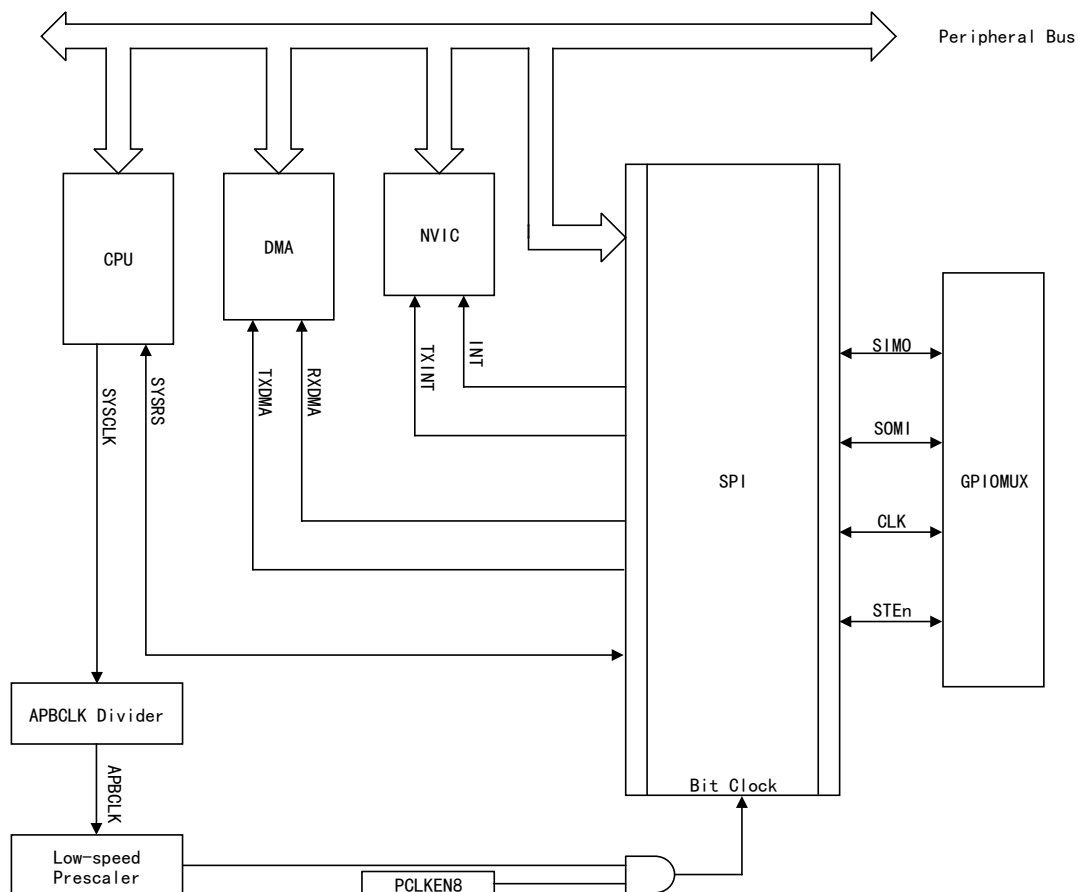 Peripheral Bus
CPU
DMA
NVIC
SPI
GPIOMUX
SYSCLK
SYSRS
TXDMA
RXDMA
TXINT
INT
SIMO
SOMI
CLK
STEn
APBCLK Divider
APBCLK
Low-speed
Prescaler
PCLKEN8
Bit Clock